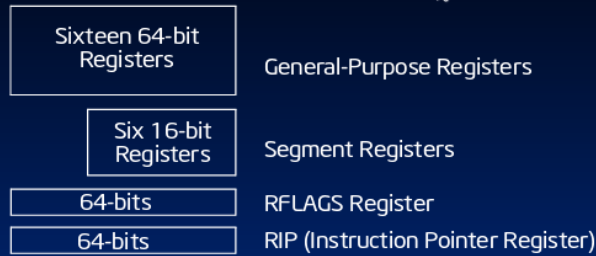 Sixteen 64-bit
Registers
General-Purpose Registers
Six 16-bit
Registers
Segment Registers
64-bits
RFLAGS Register
64-bits
RIP (Instruction Pointer Register)